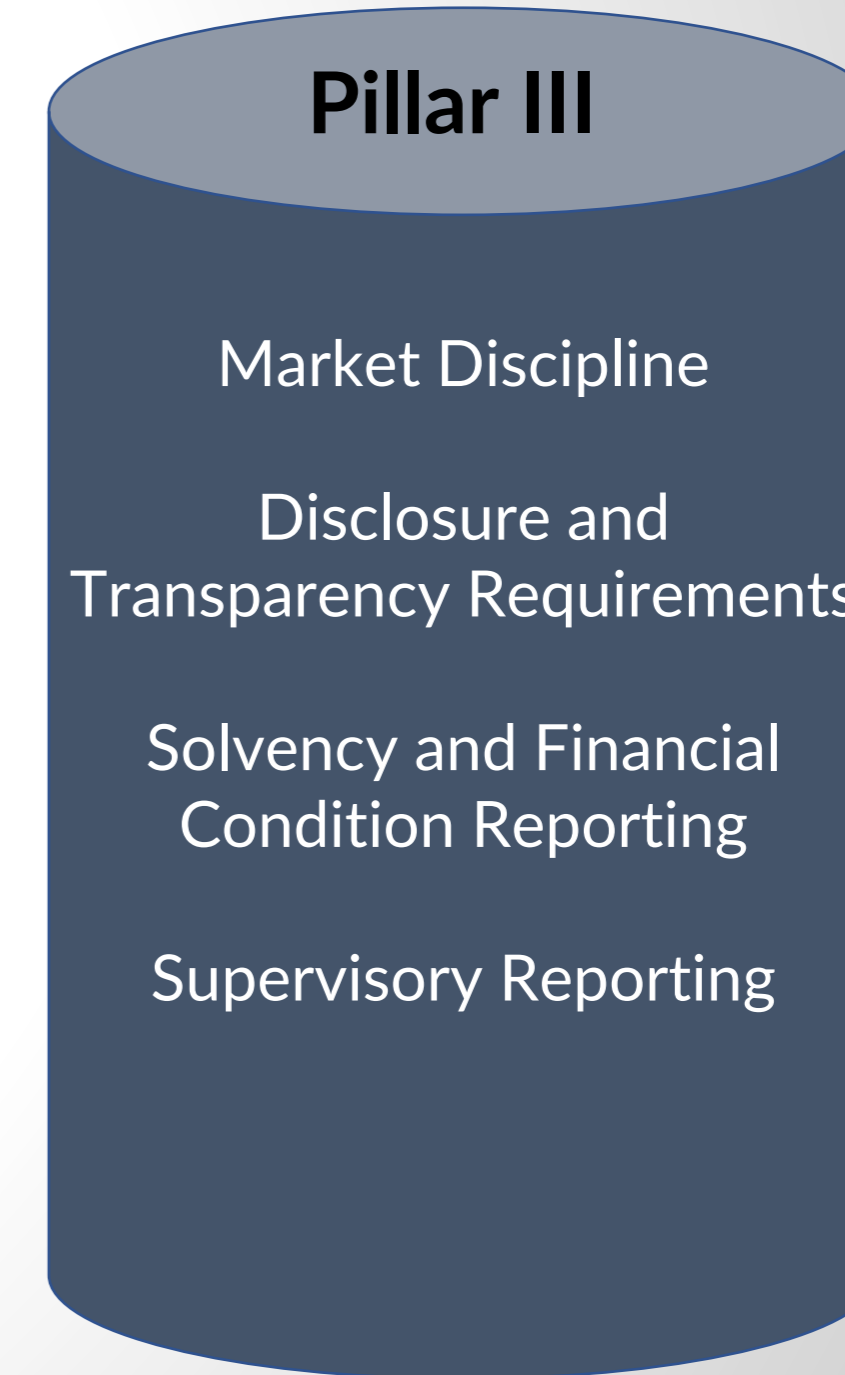 Pillar III
Market Discipline
Disclosure and
Transparency Requirements
Solvency and Financial
Condition Reporting
Supervisory Reporting